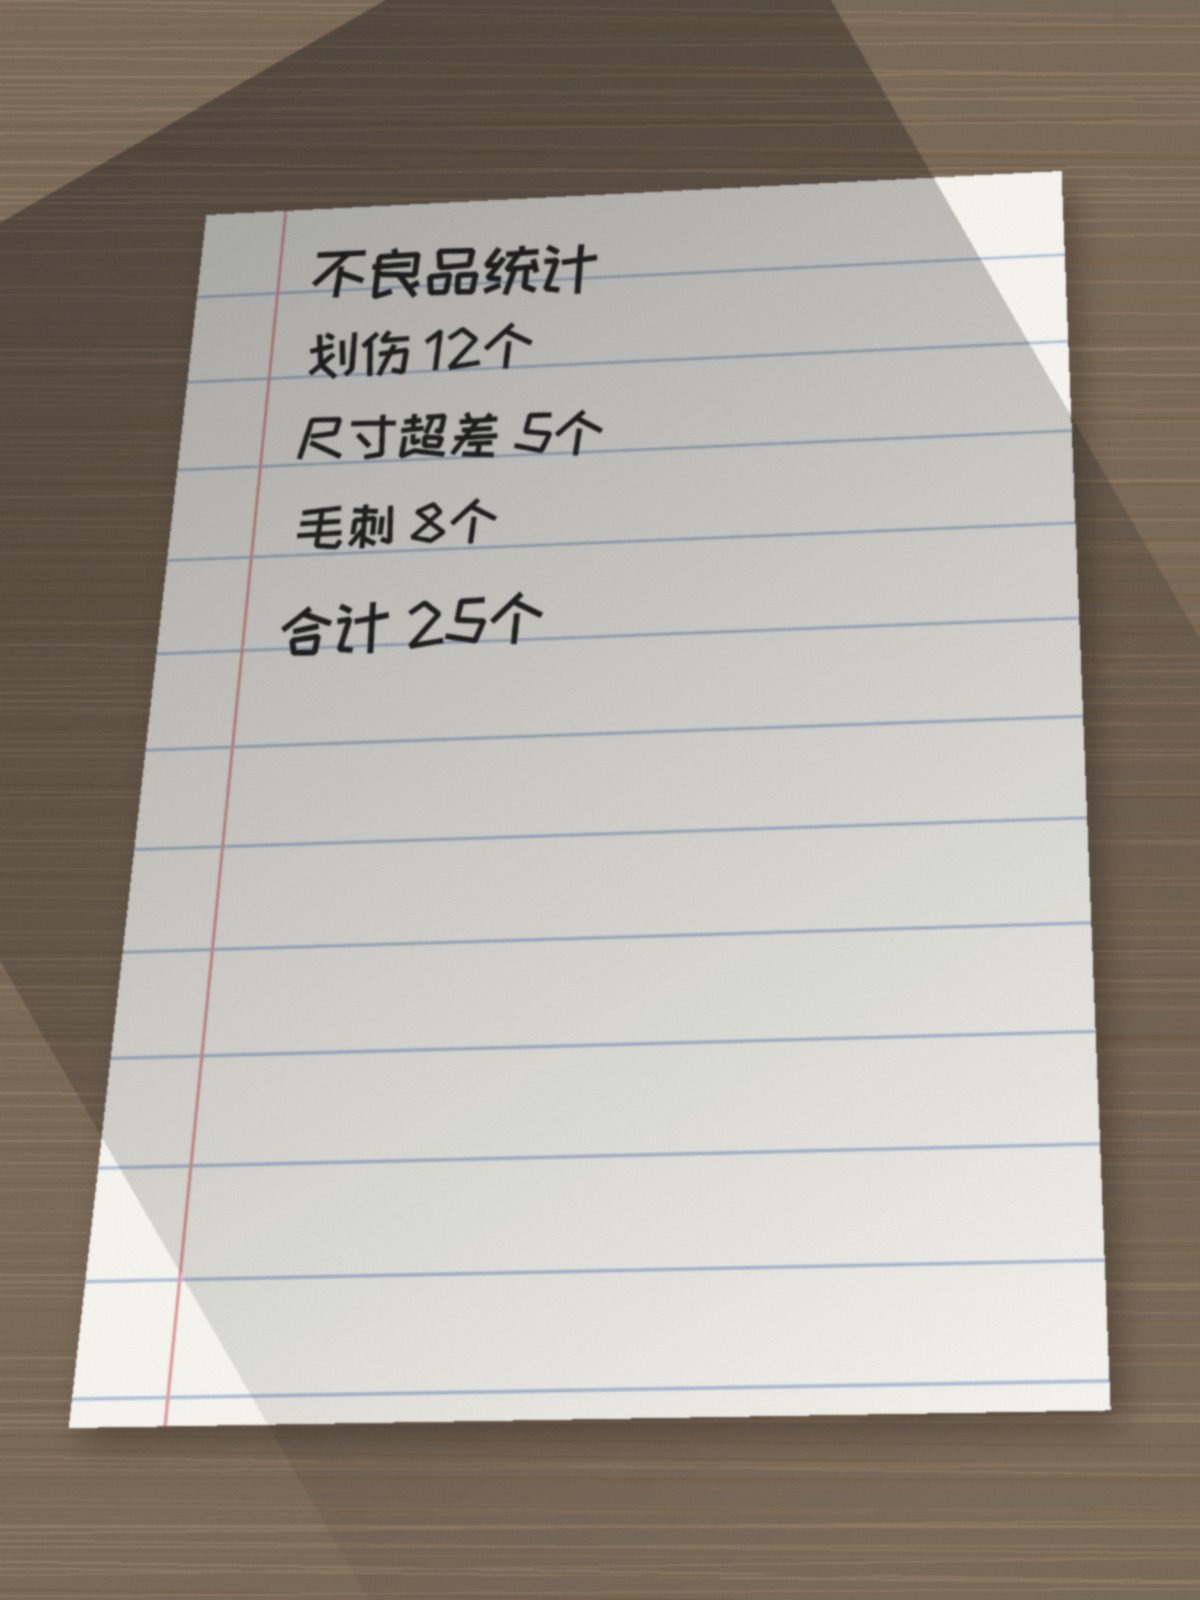 不良品统计
划伤 12个
尺寸超差 5个
毛刺 8个
合计 25个